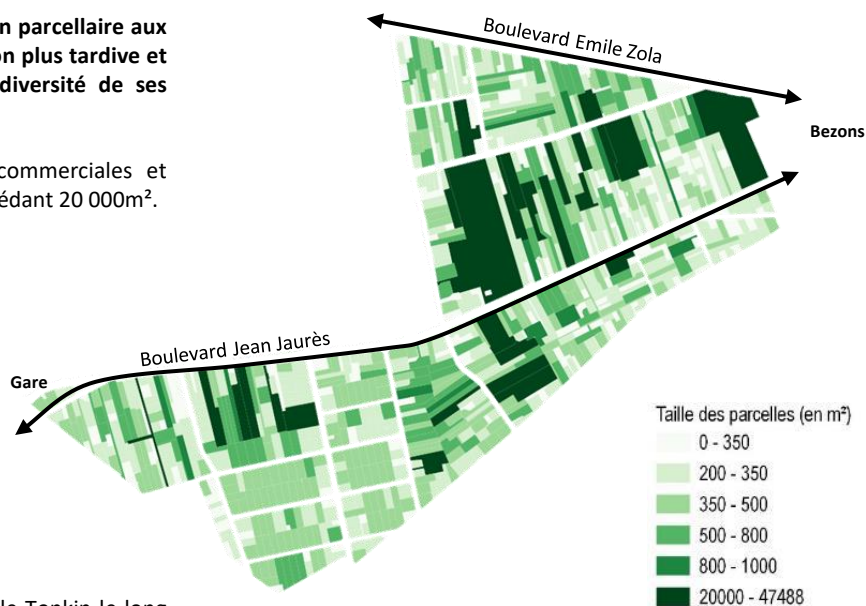 n parcellaire aux
on plus tardive et
diversité de ses
commerciales et
édant 20 000m².
Boulevard Emile Zola
Bezons
Boulevard Jean Jaurès
Gare
Taille des parcelles (en m²)
0 - 350
200 - 350
350 - 500
500 - 800
800 - 1000
20000 - 47488
le Tonkin le long